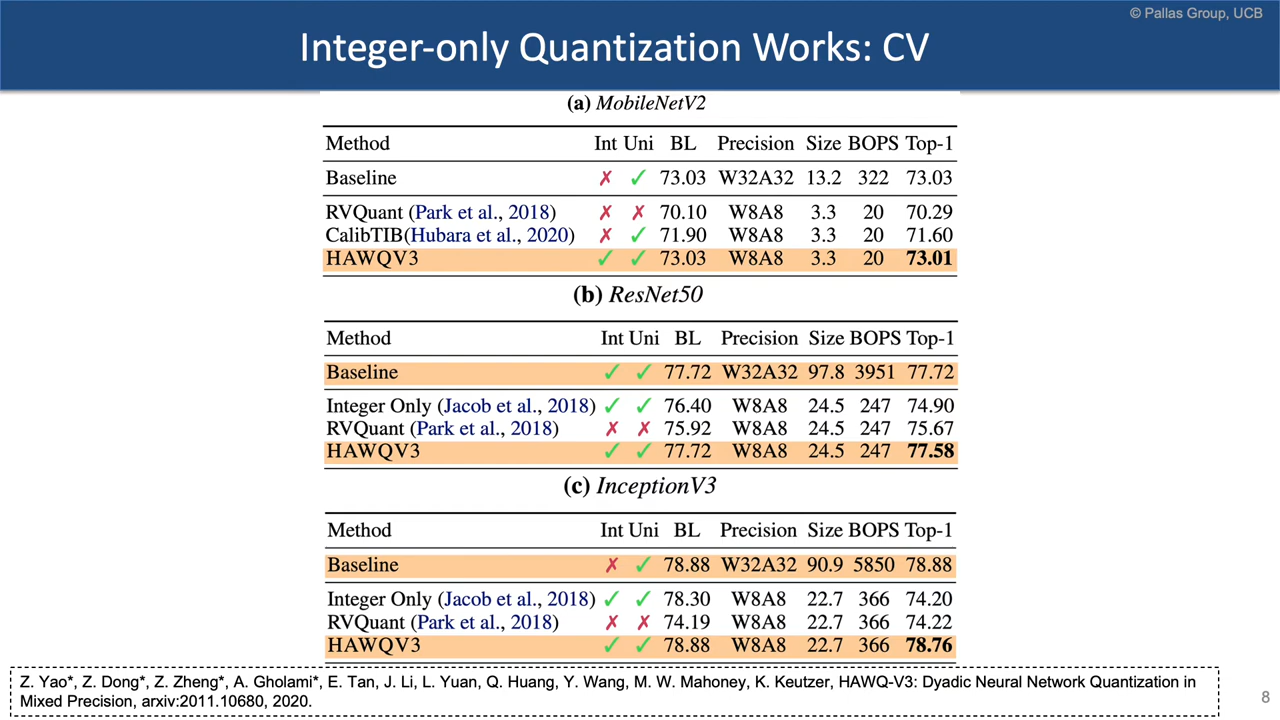 © Pallas Group, UCB
Integer-only Quantization Works: CV
(a) MobileNetV2
Method Int Uni BL Precision Size BOPS Top-1
Baseline ✗ ✓ 73.03 W32A32 13.2 322 73.03
RVQuant (Park et al., 2018) ✗ ✗ 70.10 W8A8 3.3 20 70.29
CalibTIB(Hubara et al., 2020) ✗ ✓ 71.90 W8A8 3.3 20 71.60
HAWQV3 ✓ ✓ 73.03 W8A8 3.3 20 73.01
(b) ResNet50
Method Int Uni BL Precision Size BOPS Top-1
Baseline ✓ ✓ 77.72 W32A32 97.8 3951 77.72
Integer Only (Jacob et al., 2018) ✓ ✓ 76.40 W8A8 24.5 247 74.90
RVQuant (Park et al., 2018) ✗ ✗ 75.92 W8A8 24.5 247 75.67
HAWQV3 ✓ ✓ 77.72 W8A8 24.5 247 77.58
(c) InceptionV3
Method Int Uni BL Precision Size BOPS Top-1
Baseline ✗ ✓ 78.88 W32A32 90.9 5850 78.88
Integer Only (Jacob et al., 2018) ✓ ✓ 78.30 W8A8 22.7 366 74.20
RVQuant (Park et al., 2018) ✗ ✗ 74.19 W8A8 22.7 366 74.22
HAWQV3 ✓ ✓ 78.88 W8A8 22.7 366 78.76
Z. Yao*, Z. Dong*, Z. Zheng*, A. Gholami*, E. Tan, J. Li, L. Yuan, Q. Huang, Y. Wang, M. W. Mahoney, K. Keutzer, HAWQ-V3: Dyadic Neural Network Quantization in
Mixed Precision, arxiv:2011.10680, 2020.
8